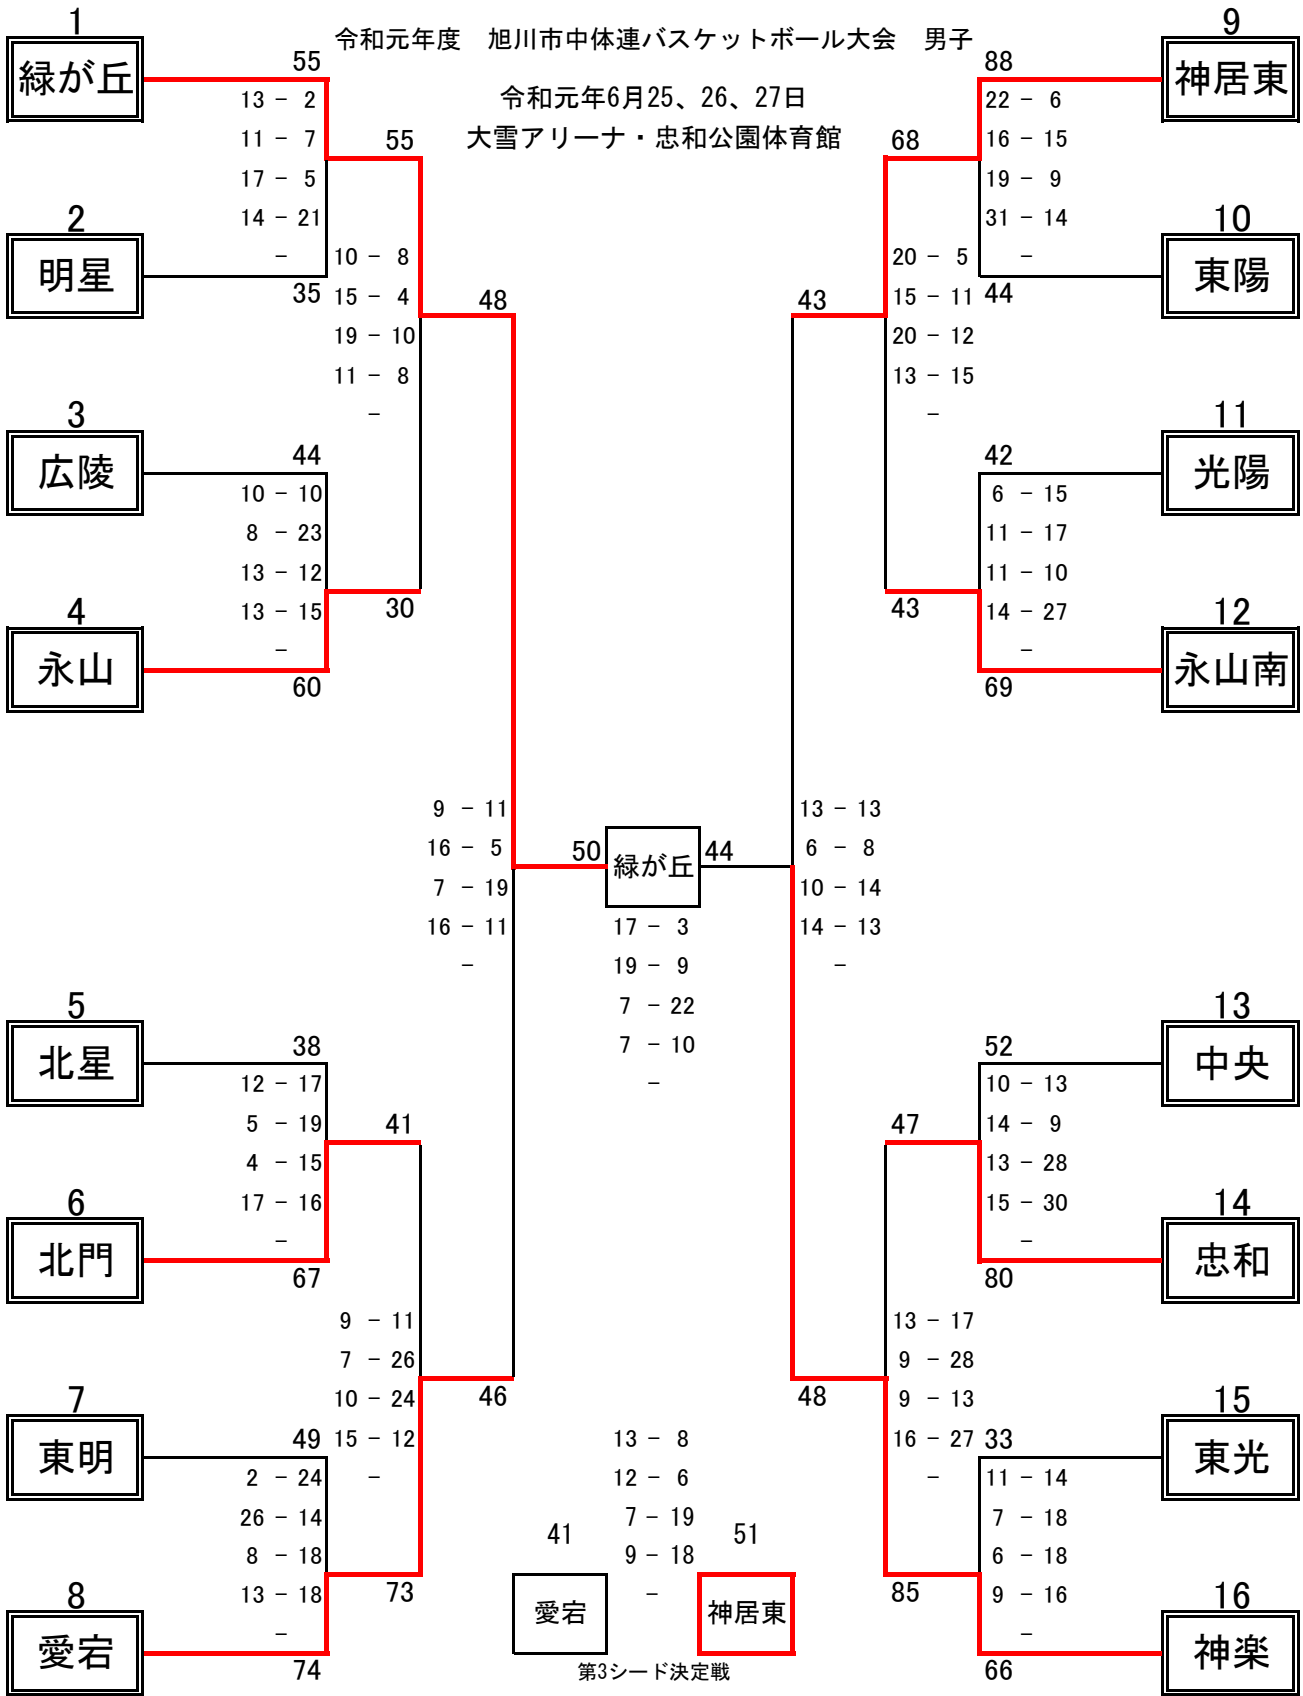 令和元年度　旭川市中体連バスケットボール大会　男子
令和元年6月25、26、27日
大雪アリーナ・忠和公園体育館
1
緑が丘
55
13 － 2
11 － 7
17 － 5
14 － 21
－
2
明星
35
55
10 － 8
15 － 4
19 － 10
11 － 8
－
3
広陵
44
10 － 10
8 － 23
13 － 12
13 － 15
－
4
永山
60
30
48
9 － 11
16 － 5
7 － 19
16 － 11
－
5
北星
38
12 － 17
5 － 19
4 － 15
17 － 16
－
6
北門
67
41
9 － 11
7 － 26
10 － 24
15 － 12
－
7
東明
49
2 － 24
26 － 14
8 － 18
13 － 18
－
8
愛宕
74
73
46
50
緑が丘
44
17 － 3
19 － 9
7 － 22
7 － 10
－
9
神居東
88
22 － 6
16 － 15
19 － 9
31 － 14
－
10
東陽
44
68
20 － 5
15 － 11
20 － 12
13 － 15
－
11
光陽
42
6 － 15
11 － 17
11 － 10
14 － 27
－
12
永山南
69
43
43
13 － 13
6 － 8
10 － 14
14 － 13
－
13
中央
52
10 － 13
14 － 9
13 － 28
15 － 30
－
14
忠和
80
47
13 － 17
9 － 28
9 － 13
16 － 27
－
15
東光
33
11 － 14
7 － 18
6 － 18
9 － 16
－
16
神楽
66
85
48
13 － 8
12 － 6
7 － 19
9 － 18
－
41
愛宕
51
神居東
第3シード決定戦